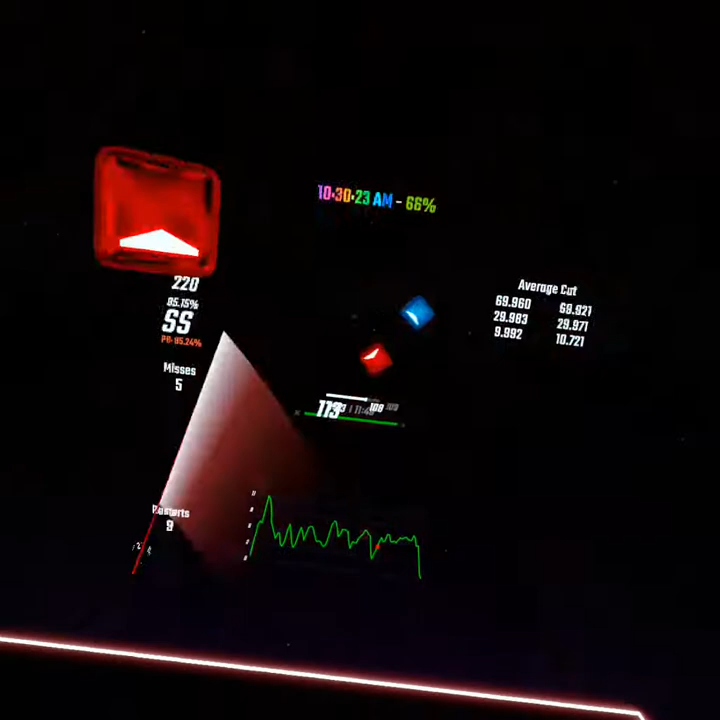 10:30:23 AM - 66%
220
95.15%
SS
PB: 95.24%
Misses
5
Average Cut
69.960 69.921
29.983 29.971
9.992 10.721
Restarts
9